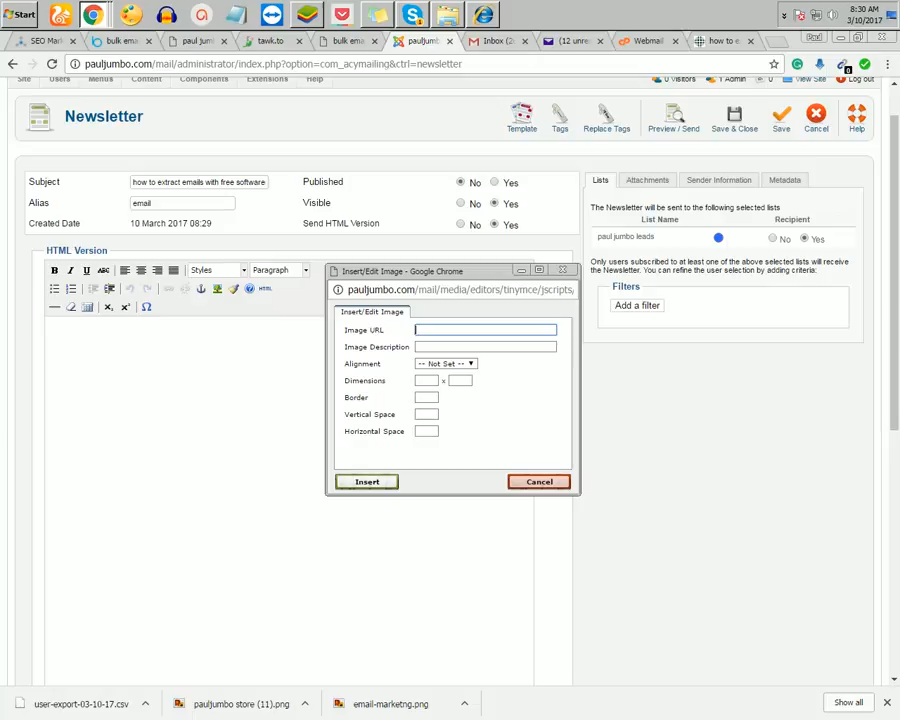 Start
8:30 AM
3/10/2017
SEO Mar
bulk em
paul jum
tawk.to
bulk ema
pauljumb
Inbox (2
(12 unre
Webmail
how to e
Paul
pauljumbo.com/mail/administrator/index.php?option=com_acymailing&ctrl=newsletter
Site Users Menus Content Components Extensions Help
0 Visitors 1 Admin 0 View Site Log out
Newsletter
Template Tags Replace Tags Preview / Send Save & Close Save Cancel Help
Subject how to extract emails with free software Published No Yes
Alias email Visible No Yes
Created Date 10 March 2017 08:29 Send HTML Version No Yes
Lists Attachments Sender Information Metadata
The Newsletter will be sent to the following selected lists
List Name Recipient
paul jumbo leads No Yes
Only users subscribed to at least one of the above selected lists will receive
the Newsletter. You can refine the user selection by adding criteria:
Filters
Add a filter
HTML Version
B I U ABC Styles Paragraph
HTML
Insert/Edit Image - Google Chrome
pauljumbo.com/mail/media/editors/tinymce/jscripts/
Insert/Edit Image
Image URL
Image Description
Alignment -- Not Set --
Dimensions x
Border
Vertical Space
Horizontal Space
Insert Cancel
user-export-03-10-17.csv pauljumbo store (11).png email-marketng.png Show all